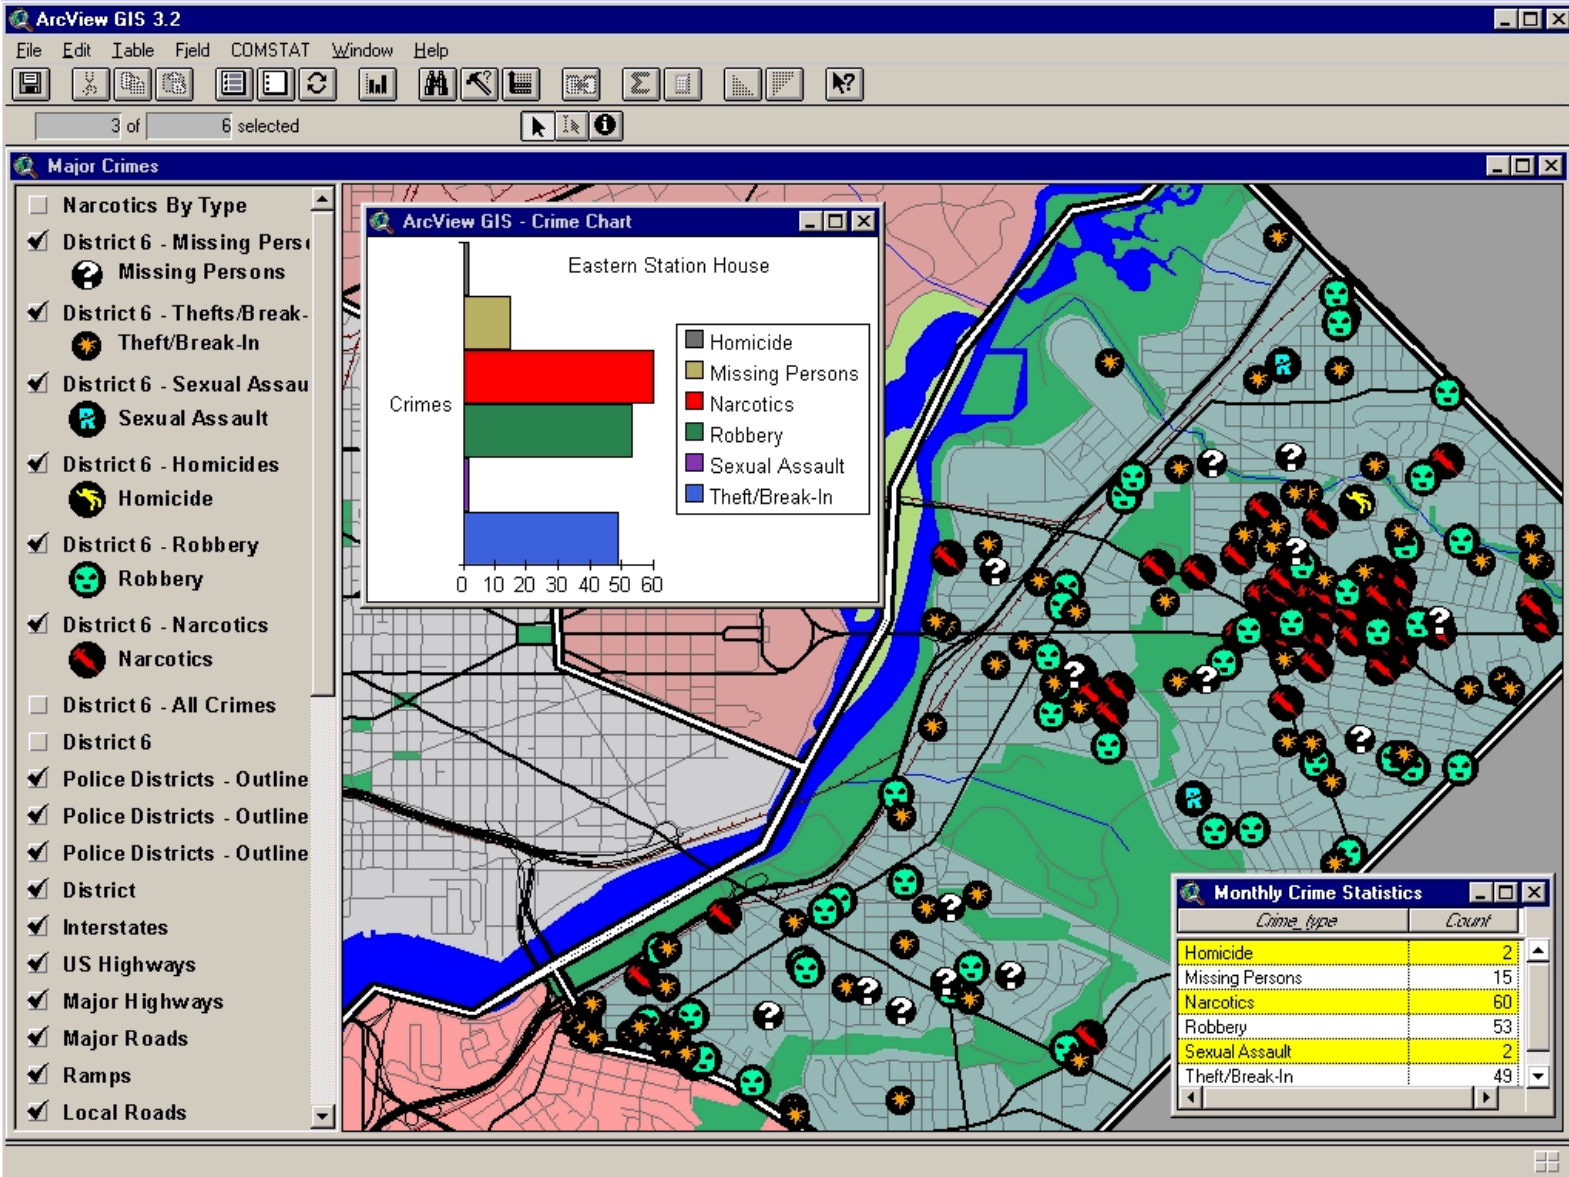 ArcView GIS 3.2
File Edit Table Field COMSTAT Window Help
3 of 6 selected
Major Crimes
Narcotics By Type
District 6 - Missing Pers
Missing Persons
District 6 - Thefts/Break-
Theft/Break-In
District 6 - Sexual Assau
Sexual Assault
District 6 - Homicides
Homicide
District 6 - Robbery
Robbery
District 6 - Narcotics
Narcotics
District 6 - All Crimes
District 6
Police Districts - Outline
Police Districts - Outline
Police Districts - Outline
District
Interstates
US Highways
Major Highways
Major Roads
Ramps
Local Roads
ArcView GIS - Crime Chart
Eastern Station House
Crimes
Homicide
Missing Persons
Narcotics
Robbery
Sexual Assault
Theft/Break-In
0 10 20 30 40 50 60
Monthly Crime Statistics
Crime_type Count
Homicide 2
Missing Persons 15
Narcotics 60
Robbery 53
Sexual Assault 2
Theft/Break-In 49